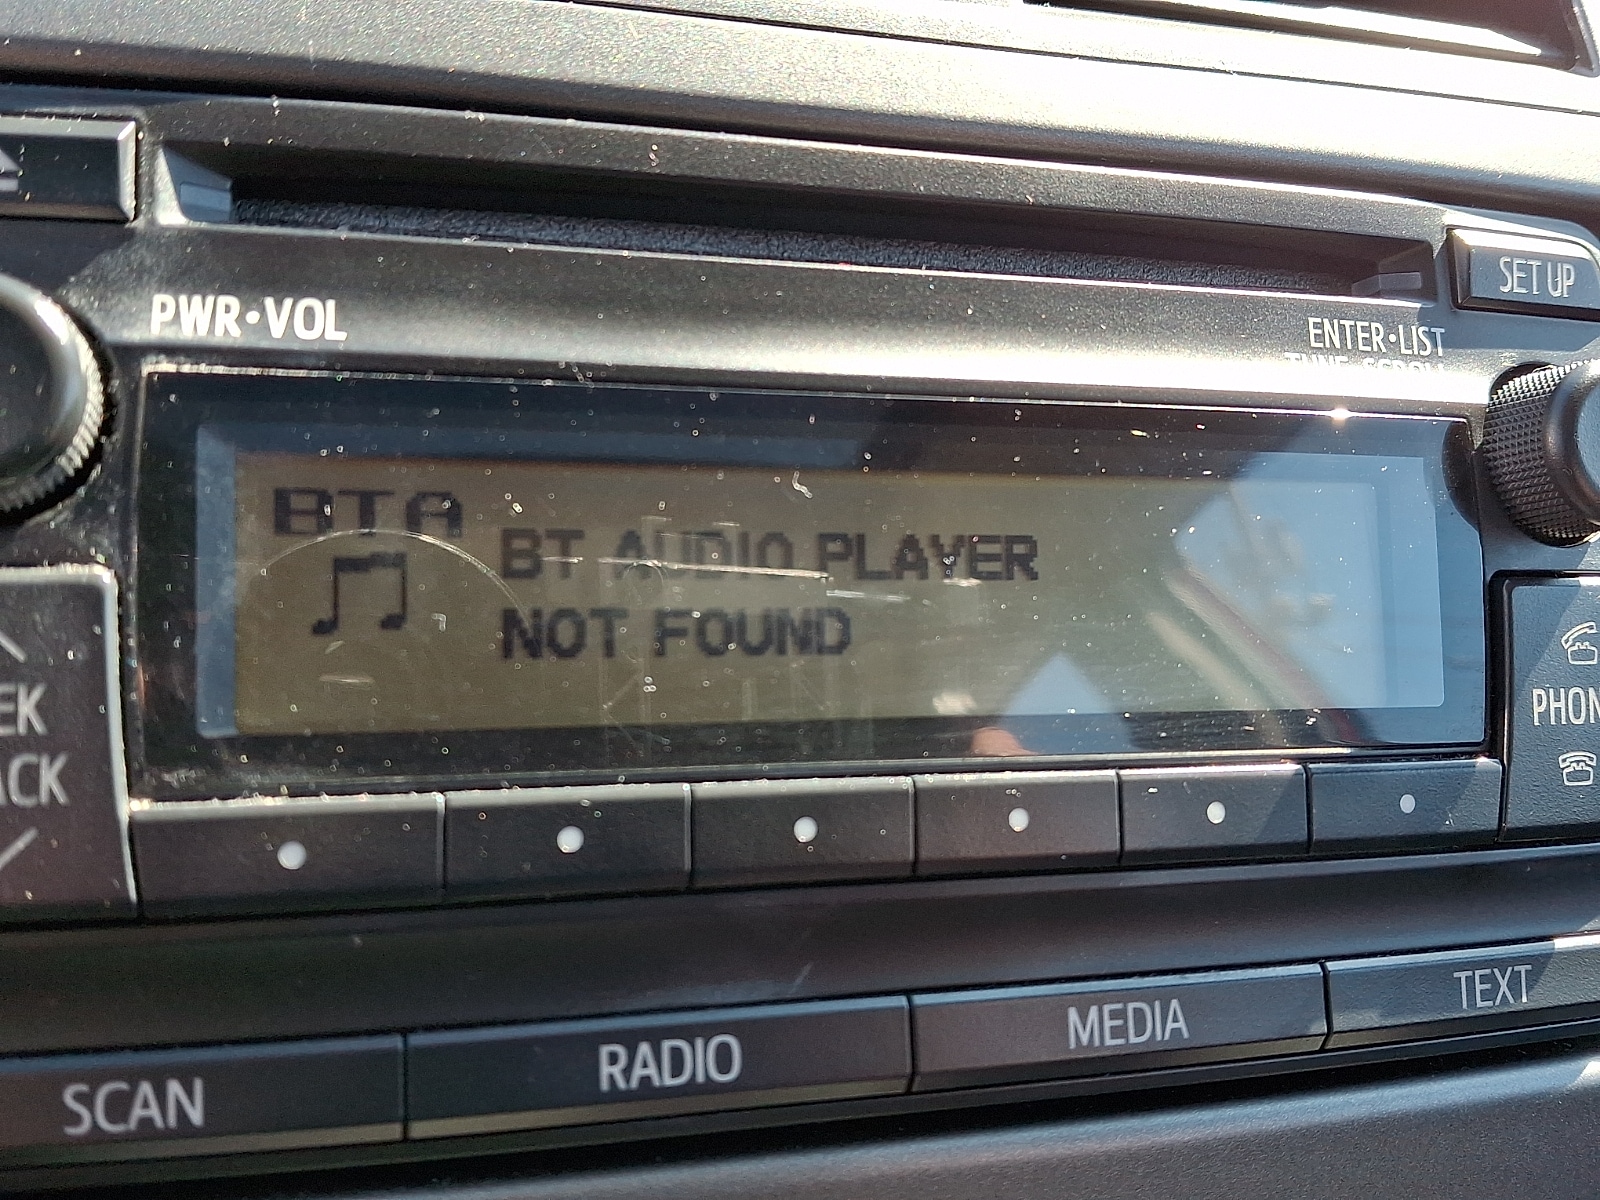 SET UP
PWR•VOL
ENTER•LIST
BTA
BT AUDIO PLAYER
NOT FOUND
PHON
SCAN
RADIO
MEDIA
TEXT